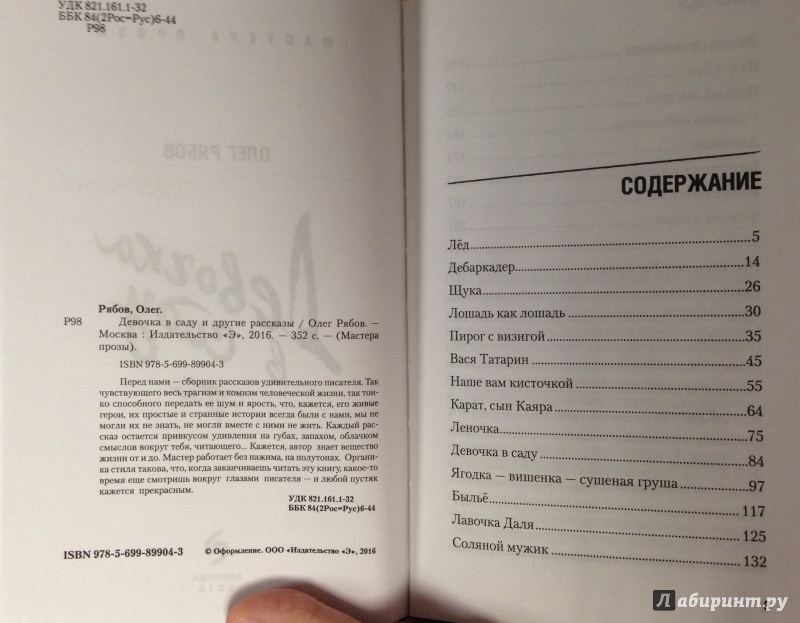 УДК 821.161.1-32
ББК 84(2Рос=Рус)6-44
Р98
Рябов, Олег.
Р98 Девочка в саду и другие рассказы / Олег Рябов. —
Москва : Издательство «Э», 2016. — 352 с. — (Мастера
прозы).
ISBN 978-5-699-89904-3
Перед нами — сборник рассказов удивительного писателя. Так
чувствующего весь трагизм и комизм человеческой жизни, так тон-
ко способного передать ее шум и ярость, что, кажется, его живые
герои, их простые и странные истории всегда были с нами, мы не
могли их не знать, не могли вместе с ними не жить. Каждый рас-
сказ остается привкусом удивления на губах, запахом, облачком
смыслов вокруг тебя, читающего... Кажется, автор знает вещество
жизни от и до. Мастер работает без нажима, на полутонах. Органи-
ка стиля такова, что, когда заканчиваешь читать эту книгу, какое-то
время еще смотришь вокруг глазами писателя — и любой пустяк
кажется прекрасным.
УДК 821.161.1-32
ББК 84(2Рос=Рус)6-44
ISBN 978-5-699-89904-3 © Оформление. ООО «Издательство «Э», 2016
СОДЕРЖАНИЕ
Лёд 5
Дебаркадер 14
Щука 26
Лошадь как лошадь 30
Пирог с визигой 35
Вася Татарин 45
Наше вам с кисточкой 55
Карат, сын Каяра 64
Леночка 75
Девочка в саду 84
Ягодка — вишенка — сушеная груша 97
Быльё 117
Лавочка Даля 125
Соляной мужик 132
Лабиринт.ру